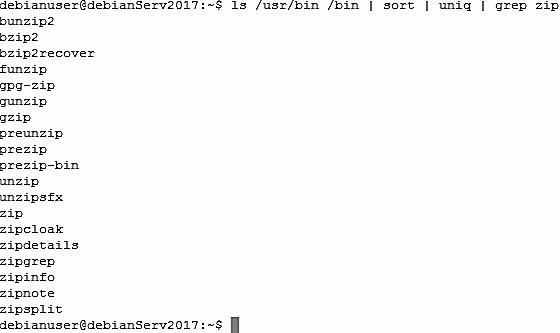 debianuser@debianServ2017:~$ ls /usr/bin /bin | sort | uniq | grep zip
bunzip2
bzip2
bzip2recover
funzip
gpg-zip
gunzip
gzip
preunzip
prezip
prezip-bin
unzip
unzipsfx
zip
zipcloak
zipdetails
zipgrep
zipinfo
zipnote
zipsplit
debianuser@debianServ2017:~$